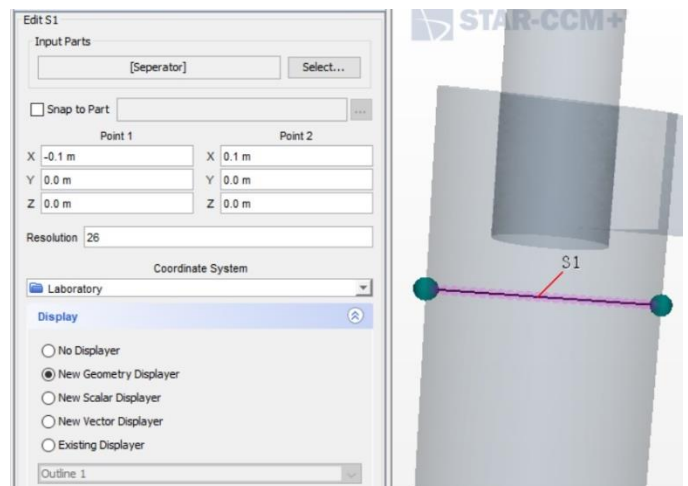 Edit S1
Input Parts
[Seperator]
Select...
Snap to Part
...
Point 1
Point 2
X -0.1 m
X 0.1 m
Y 0.0 m
Y 0.0 m
Z 0.0 m
Z 0.0 m
Resolution 26
Coordinate System
Laboratory
Display
No Displayer
New Geometry Displayer
New Scalar Displayer
New Vector Displayer
Existing Displayer
Outline 1
STAR-CCM+
S1